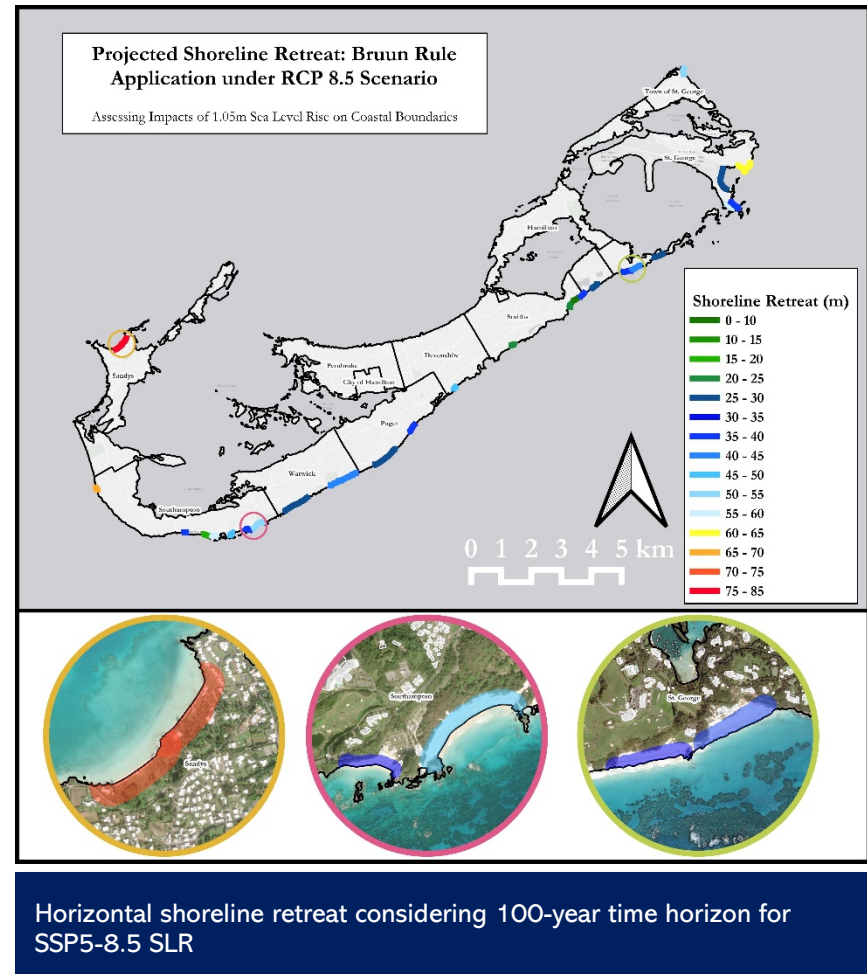 Projected Shoreline Retreat: Bruun Rule
Application under RCP 8.5 Scenario
Assessing Impacts of 1.05m Sea Level Rise on Coastal Boundaries
Town of St. George
St. George
Hamilton
Smiths
Devonshire
Pembroke
City of Hamilton
Paget
Warwick
Southampton
Sandys
Shoreline Retreat (m)
0 - 10
10 - 15
15 - 20
20 - 25
25 - 30
30 - 35
35 - 40
40 - 45
45 - 50
50 - 55
55 - 60
60 - 65
65 - 70
70 - 75
75 - 85
0 1 2 3 4 5 km
Sandys
Southampton
St. George
Horizontal shoreline retreat considering 100-year time horizon for
SSP5-8.5 SLR